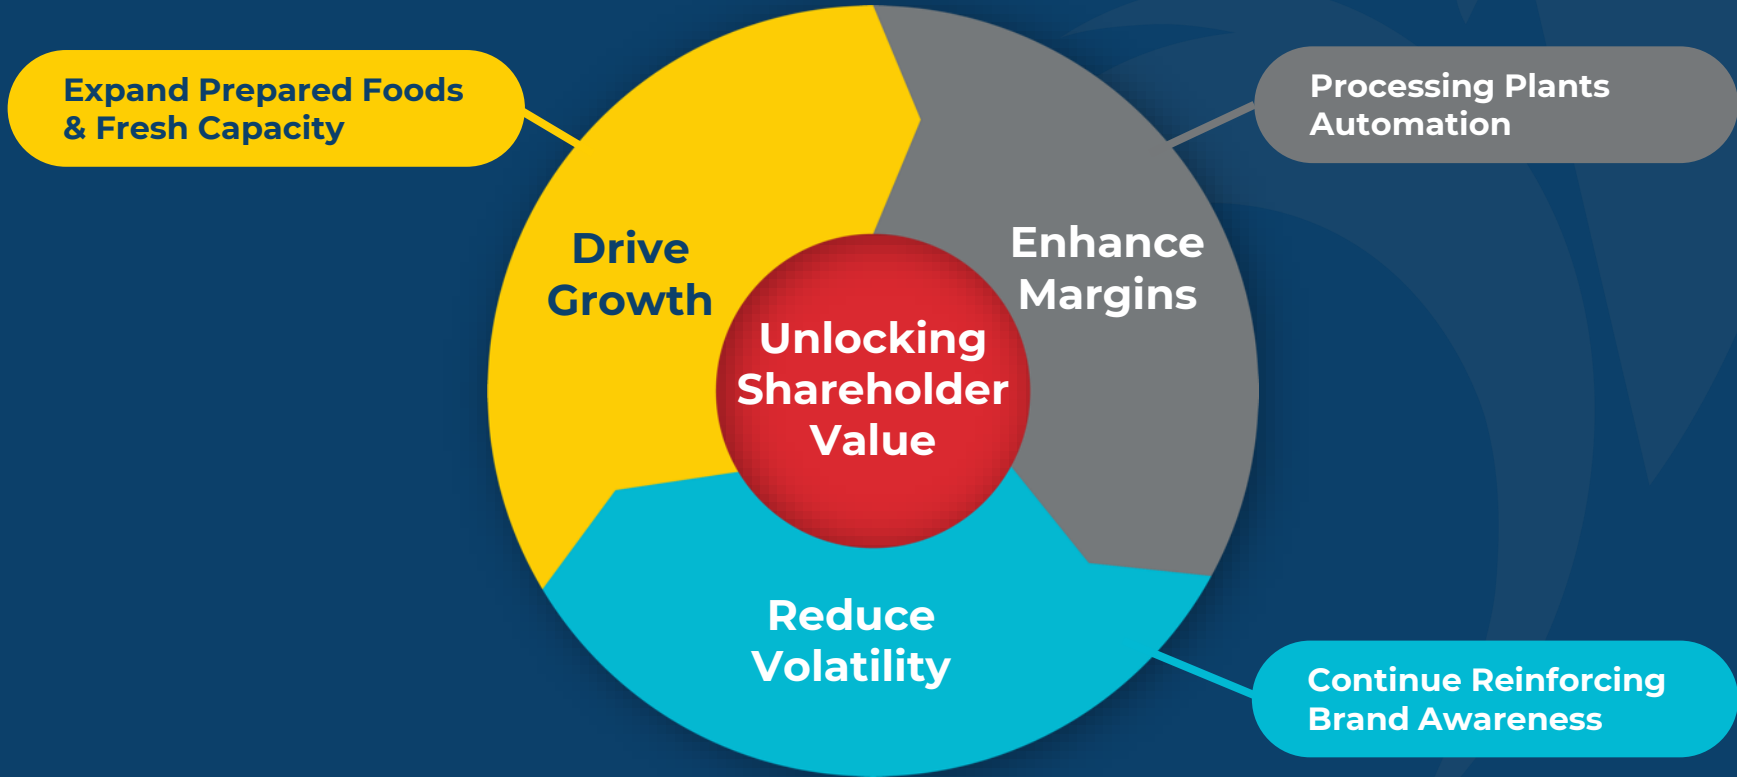 Expand Prepared Foods
& Fresh Capacity
Processing Plants
Automation
Drive
Growth
Enhance
Margins
Unlocking
Shareholder
Value
Reduce
Volatility
Continue Reinforcing
Brand Awareness